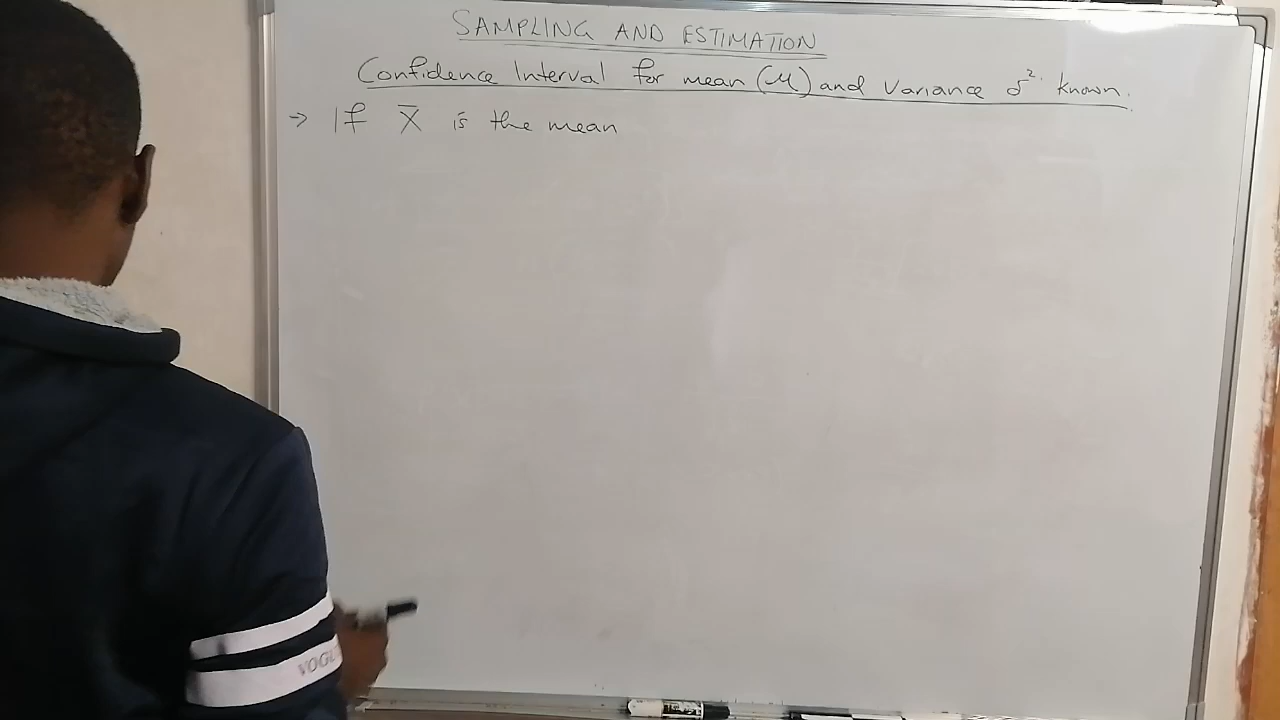 SAMPLING AND ESTIMATION
Confidence Interval for mean (μ) and Variance σ². known.
→ If x̄ is the mean